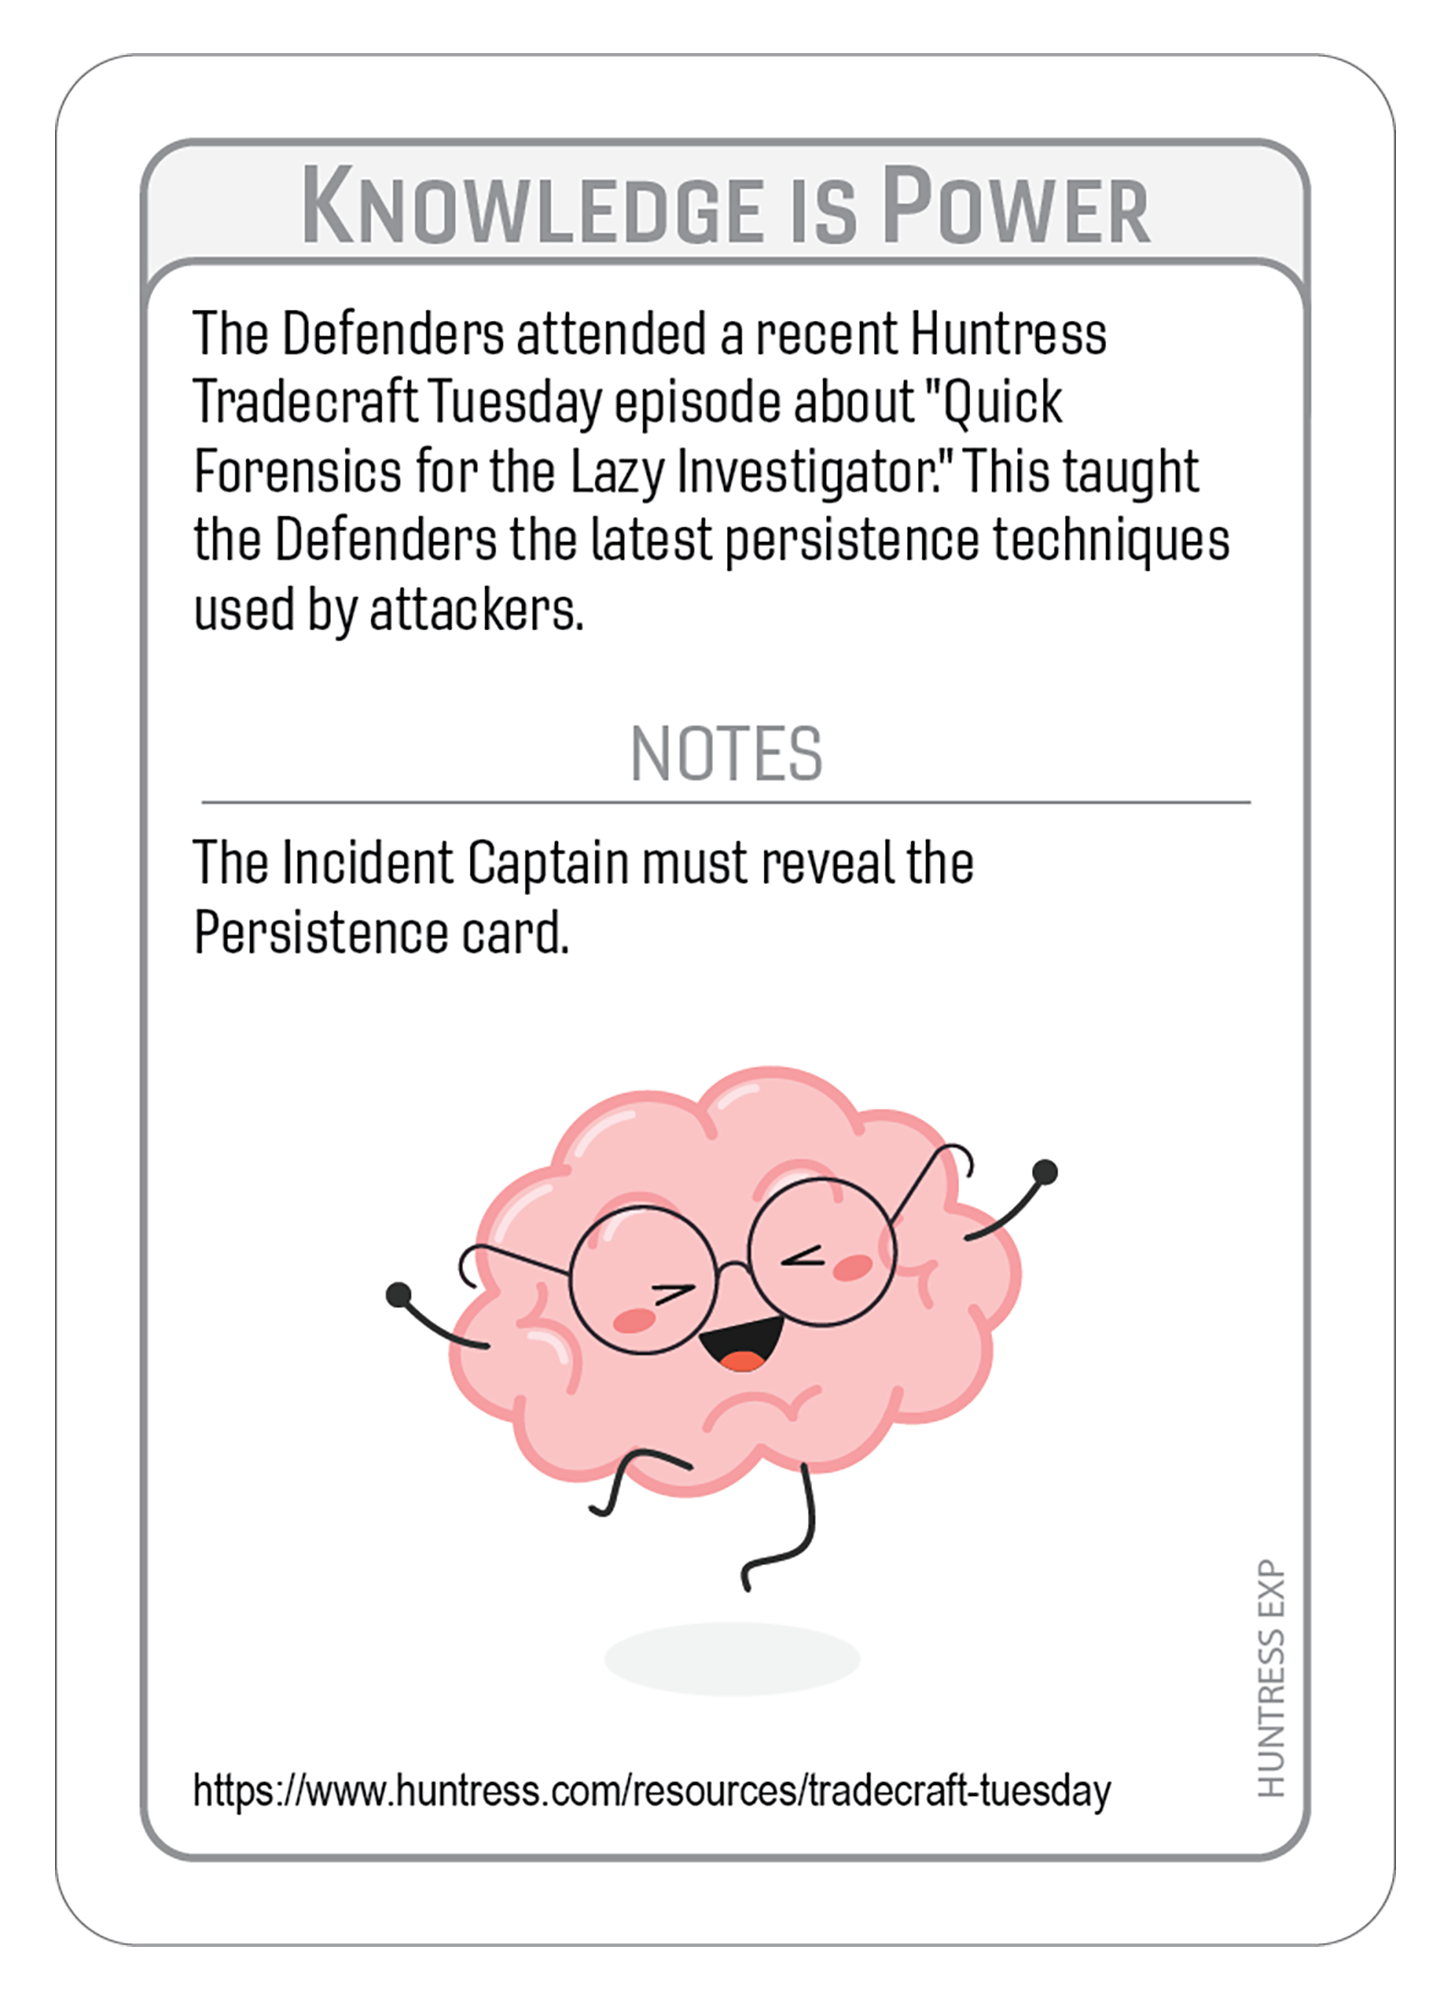 KNOWLEDGE IS POWER
The Defenders attended a recent Huntress
Tradecraft Tuesday episode about "Quick
Forensics for the Lazy Investigator." This taught
the Defenders the latest persistence techniques
used by attackers.
NOTES
The Incident Captain must reveal the
Persistence card.
HUNTRESS EXP
https://www.huntress.com/resources/tradecraft-tuesday